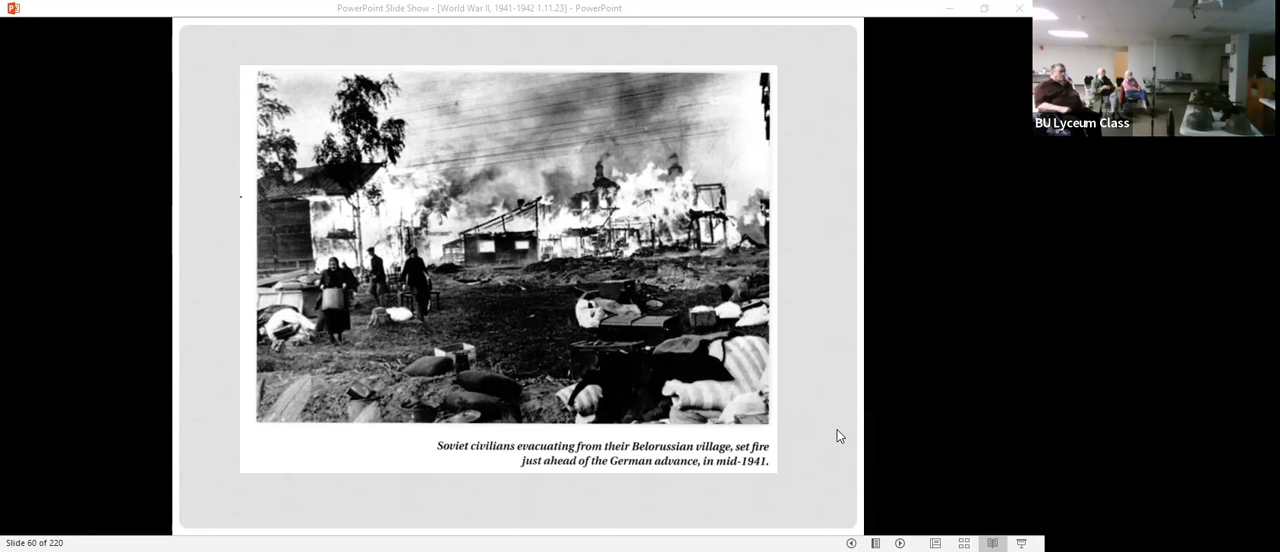 PowerPoint Slide Show - [World War II, 1941-1942 1.11.23] - PowerPoint
BU Lyceum Class
Soviet civilians evacuating from their Belorussian village, set fire
just ahead of the German advance, in mid-1941.
Slide 60 of 220